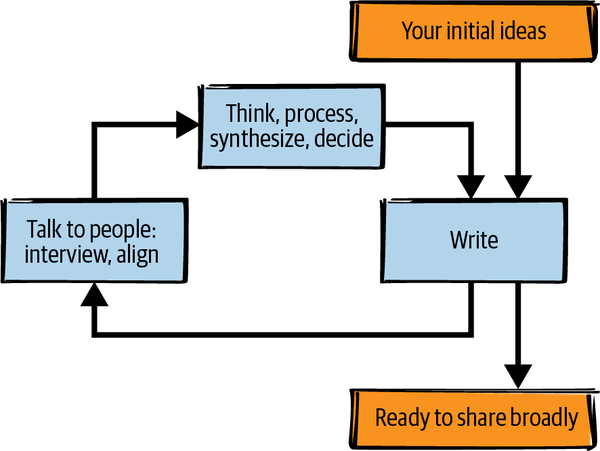 Your initial ideas
Think, process,
synthesize, decide
Talk to people:
interview, align
Write
Ready to share broadly